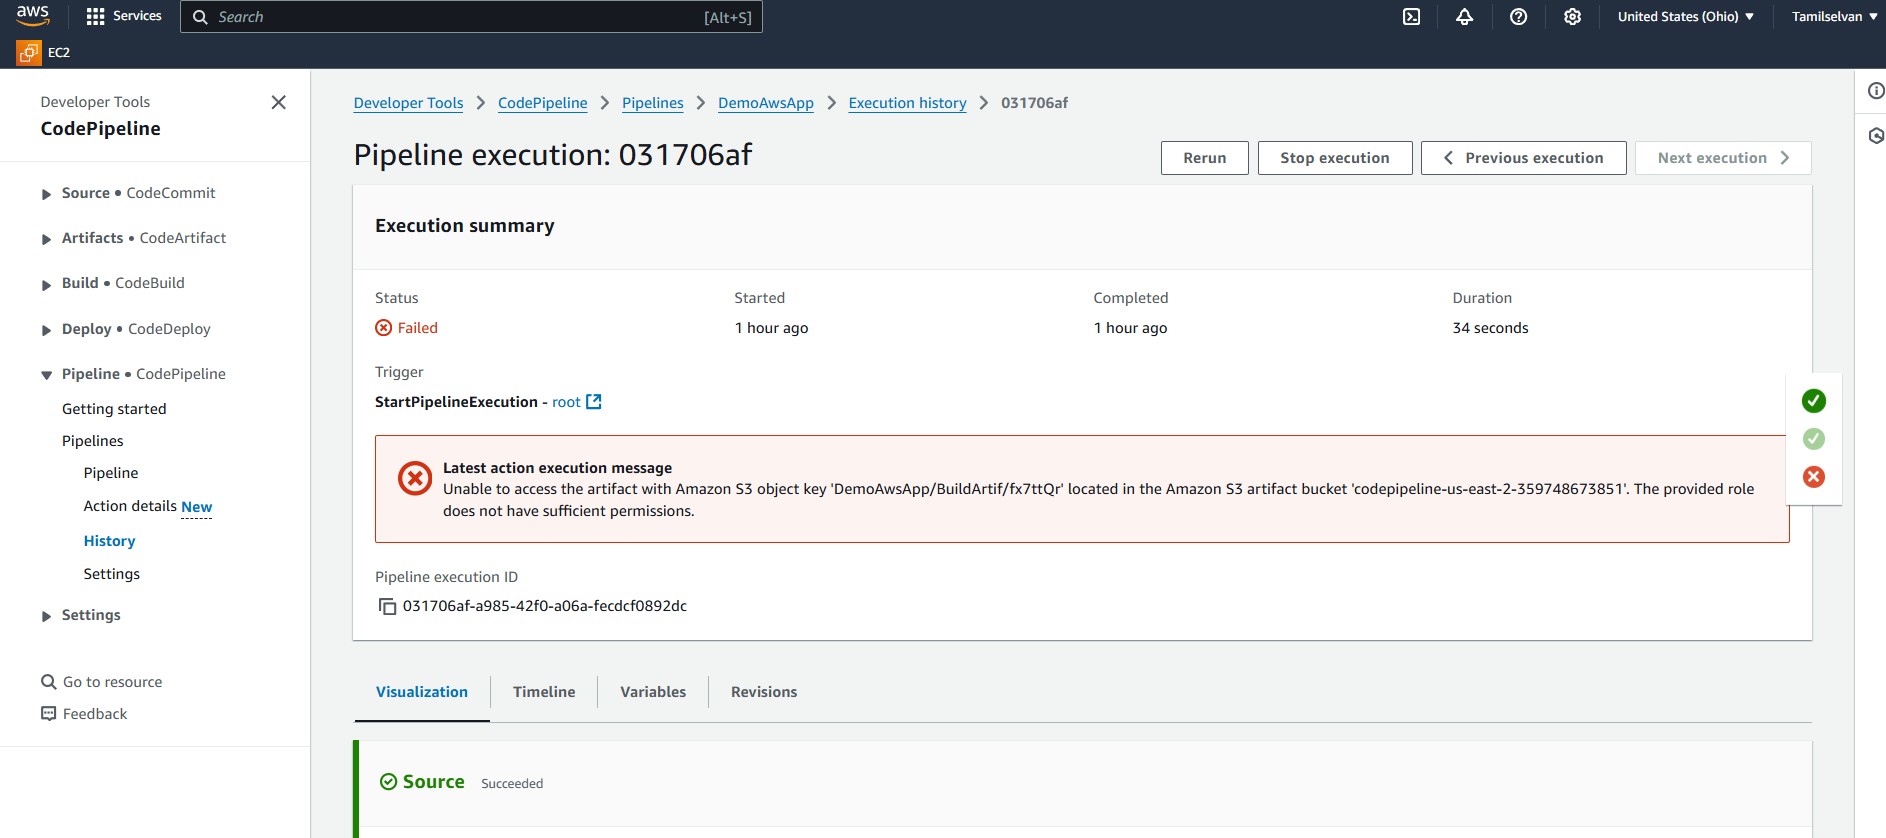 aws
Services
Search
[Alt+S]
United States (Ohio)
Tamilselvan
EC2
Developer Tools
CodePipeline
Source • CodeCommit
Artifacts • CodeArtifact
Build • CodeBuild
Deploy • CodeDeploy
Pipeline • CodePipeline
Getting started
Pipelines
Pipeline
Action details New
History
Settings
Settings
Go to resource
Feedback
Developer Tools > CodePipeline > Pipelines > DemoAwsApp > Execution history > 031706af
Pipeline execution: 031706af
Rerun
Stop execution
Previous execution
Next execution
Execution summary
Status
Failed
Started
1 hour ago
Completed
1 hour ago
Duration
34 seconds
Trigger
StartPipelineExecution - root
Latest action execution message
Unable to access the artifact with Amazon S3 object key 'DemoAwsApp/BuildArtif/fx7ttQr' located in the Amazon S3 artifact bucket 'codepipeline-us-east-2-359748673851'. The provided role
does not have sufficient permissions.
Pipeline execution ID
031706af-a985-42f0-a06a-fecdcf0892dc
Visualization
Timeline
Variables
Revisions
Source Succeeded